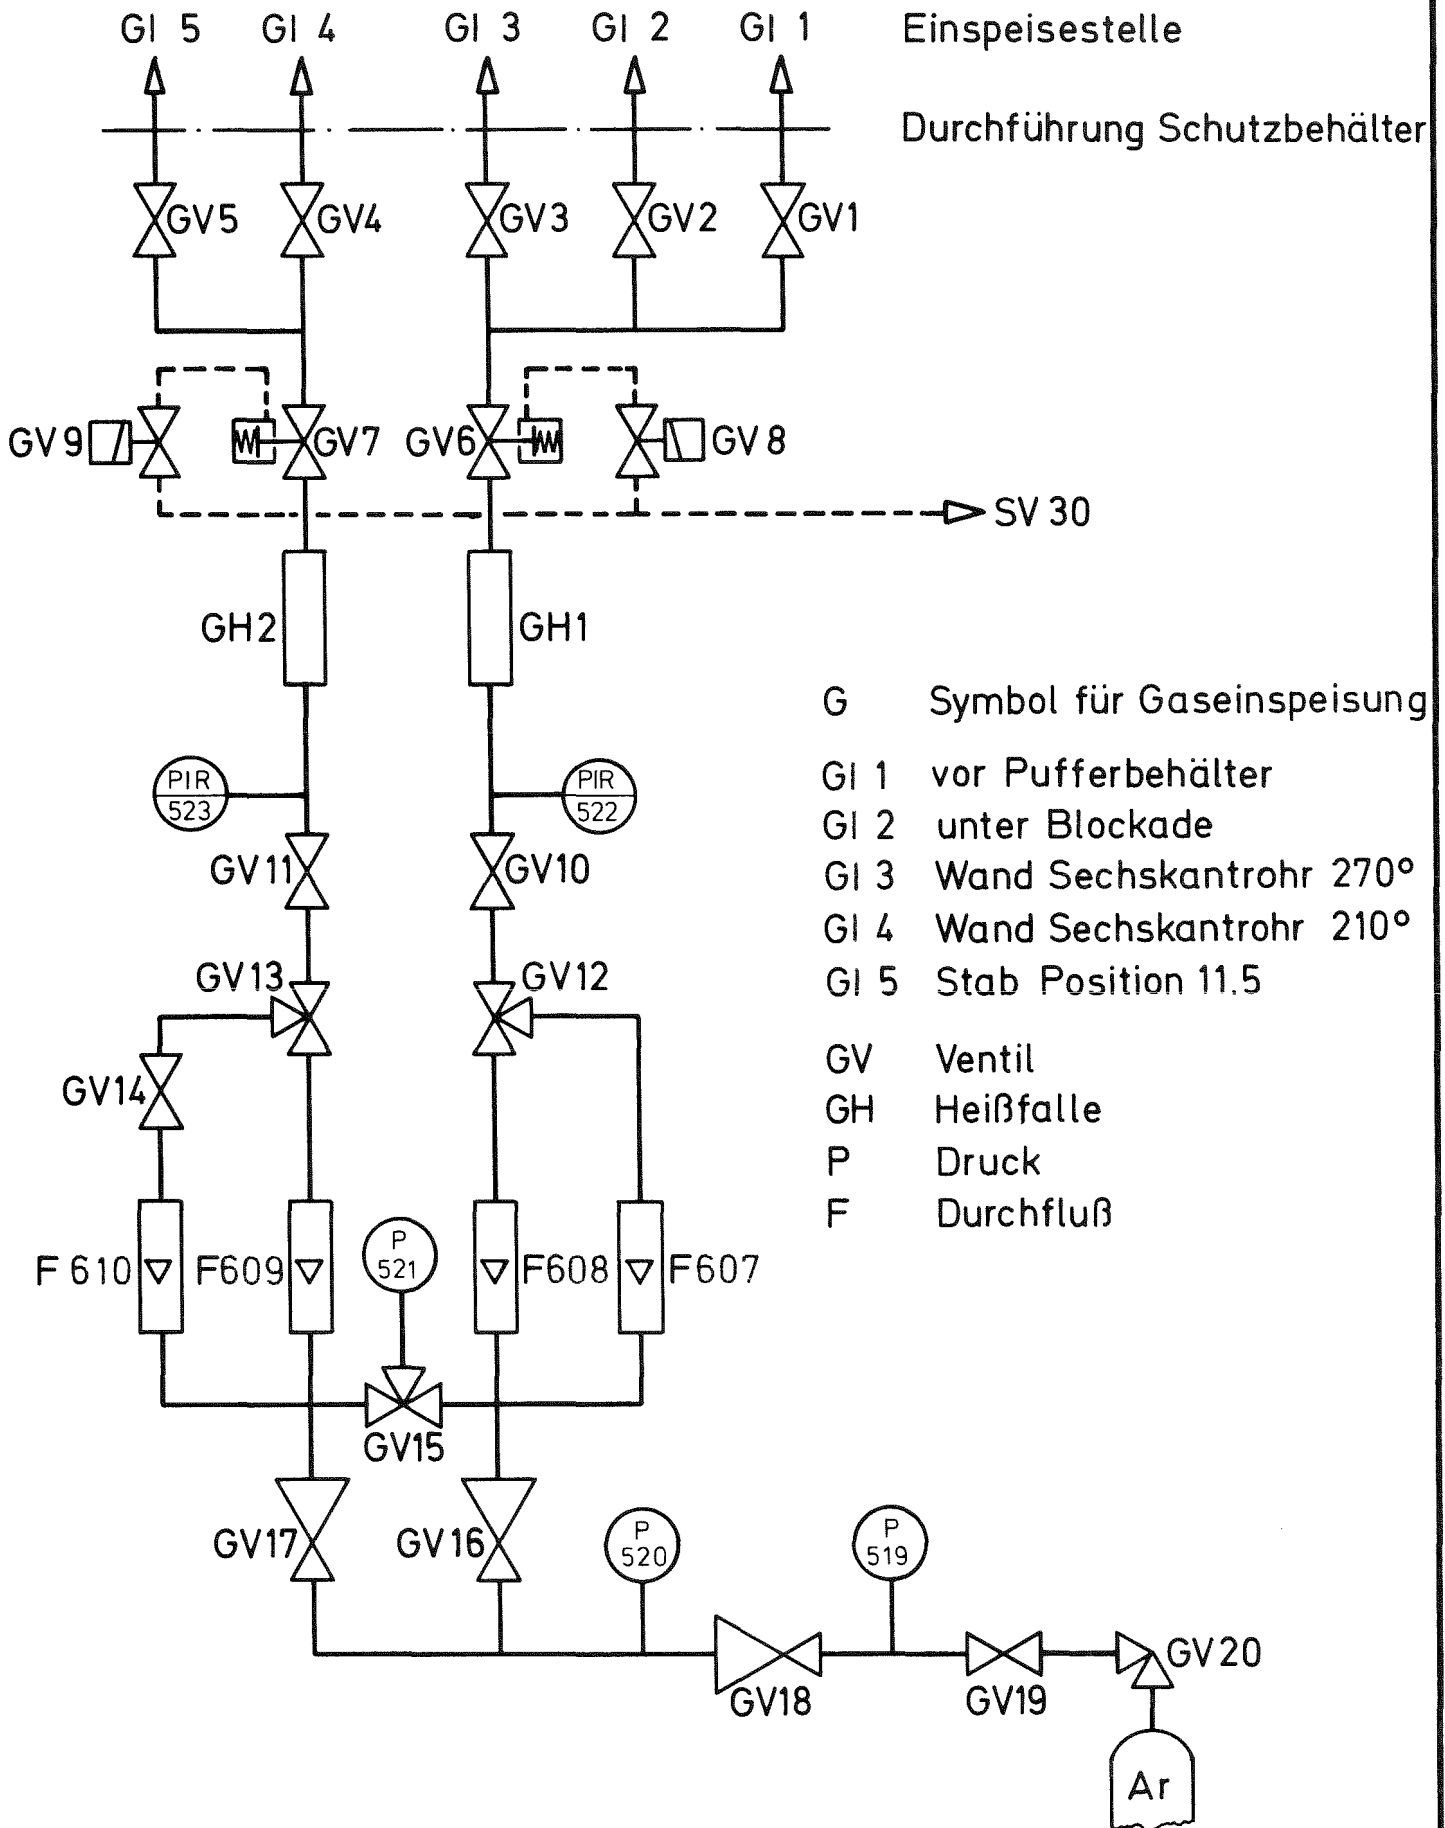 GI 5 GI 4 GI 3 GI 2 GI 1 Einspeisestelle
Durchführung Schutzbehälter
GV5 GV4 GV3 GV2 GV1
GV9 GV7 GV6 GV8
SV 30
GH2 GH1
G Symbol für Gaseinspeisung
GI 1 vor Pufferbehälter
PIR
523
PIR
522
GI 2 unter Blockade
GV11 GV10
GI 3 Wand Sechskantrohr 270°
GI 4 Wand Sechskantrohr 210°
GV13 GV12
GI 5 Stab Position 11.5
GV14
GV Ventil
GH Heißfalle
P Druck
F Durchfluß
F 610 F609 P
521
F608 F607
GV15
GV17 GV16
P
520
P
519
GV18 GV19 GV20
Ar